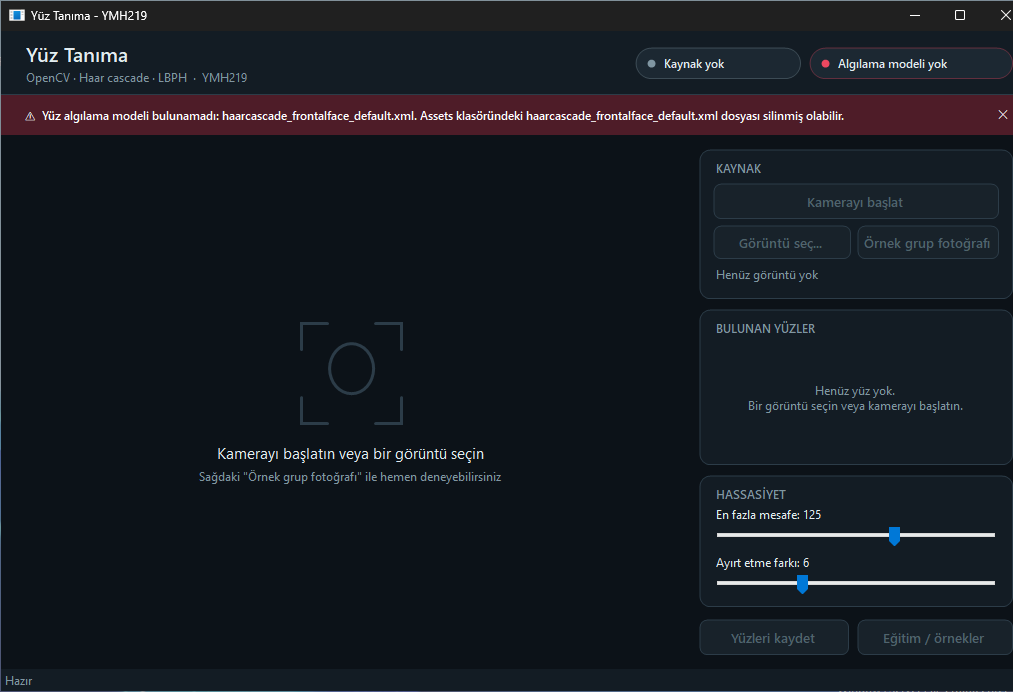 Yüz Tanıma - YMH219
Yüz Tanıma
OpenCV · Haar cascade · LBPH · YMH219
Kaynak yok
Algılama modeli yok
⚠ Yüz algılama modeli bulunamadı: haarcascade_frontalface_default.xml. Assets klasöründeki haarcascade_frontalface_default.xml dosyası silinmiş olabilir.
KAYNAK
Kamerayı başlat
Görüntü seç...
Örnek grup fotoğrafı
Henüz görüntü yok
BULUNAN YÜZLER
Henüz yüz yok.
Bir görüntü seçin veya kamerayı başlatın.
Kamerayı başlatın veya bir görüntü seçin
Sağdaki "Örnek grup fotoğrafı" ile hemen deneyebilirsiniz
HASSASİYET
En fazla mesafe: 125
Ayırt etme farkı: 6
Yüzleri kaydet
Eğitim / örnekler
Hazır